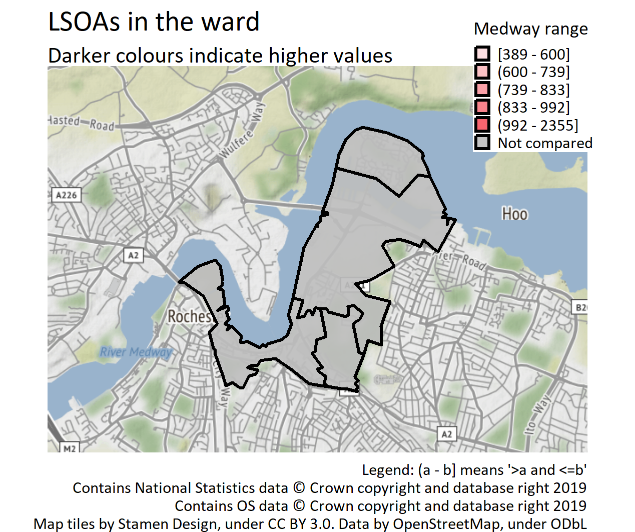 LSOAs in the ward
Darker colours indicate higher values
Medway range
[389 - 600]
(600 - 739]
(739 - 833]
(833 - 992]
(992 - 2355]
Not compared
Hasted - Road
Wulfere Way
A226
Hoo
A2
Roches
River Medway
A2
M2
Legend: (a - b] means '>a and <=b'
Contains National Statistics data © Crown copyright and database right 2019
Contains OS data © Crown copyright and database right 2019
Map tiles by Stamen Design, under CC BY 3.0. Data by OpenStreetMap, under ODbL